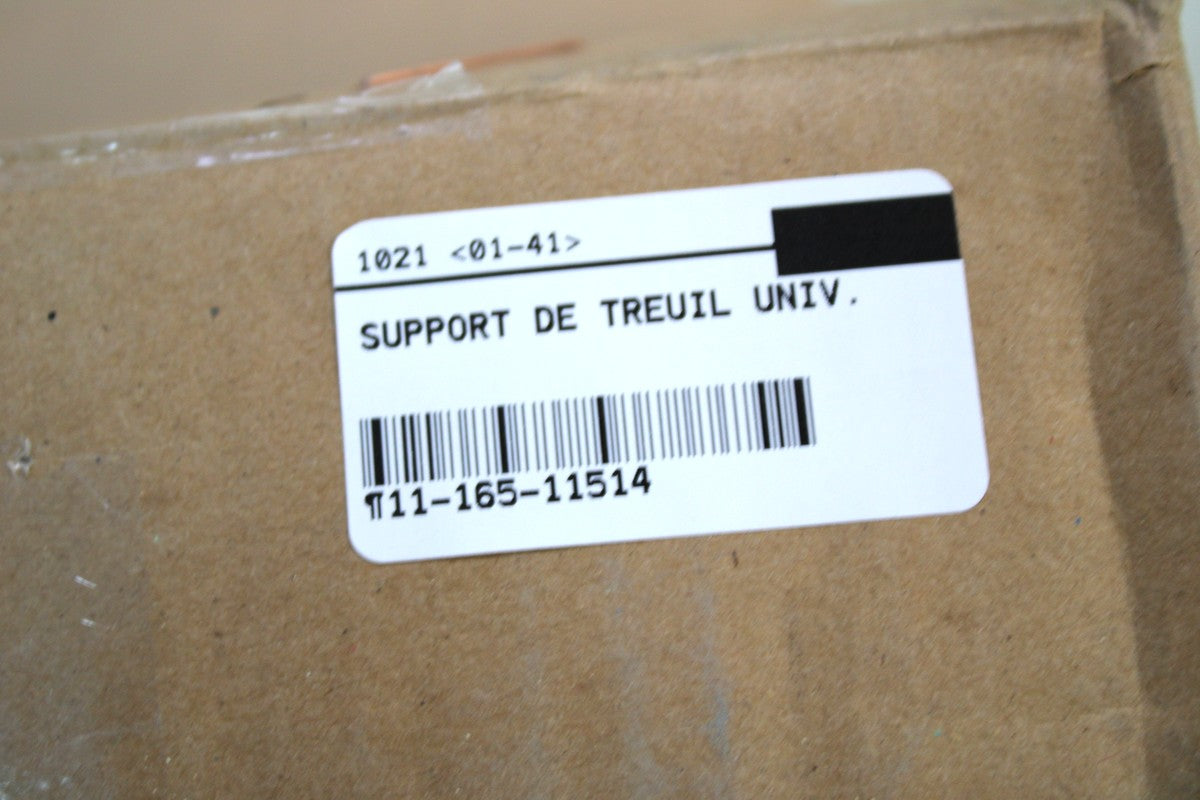 1021 <01-41>
SUPPORT DE TREUIL UNIV.
¶11-165-11514